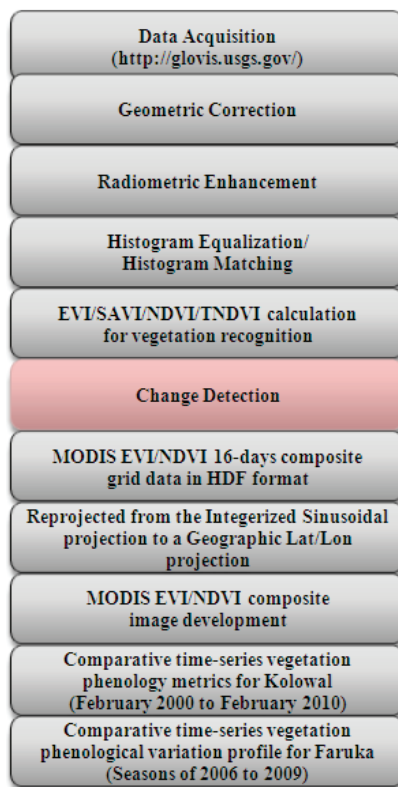 Data Acquisition
(http://glovis.usgs.gov/)
Geometric Correction
Radiometric Enhancement
Histogram Equalization/
Histogram Matching
EVI/SAVI/NDVI/TNDVI calculation
for vegetation recognition
Change Detection
MODIS EVI/NDVI 16-days composite
grid data in HDF format
Reprojected from the Integerized Sinusoidal
projection to a Geographic Lat/Lon
projection
MODIS EVI/NDVI composite
image development
Comparative time-series vegetation
phenology metrics for Kolowal
(February 2000 to February 2010)
Comparative time-series vegetation
phenological variation profile for Faruka
(Seasons of 2006 to 2009)